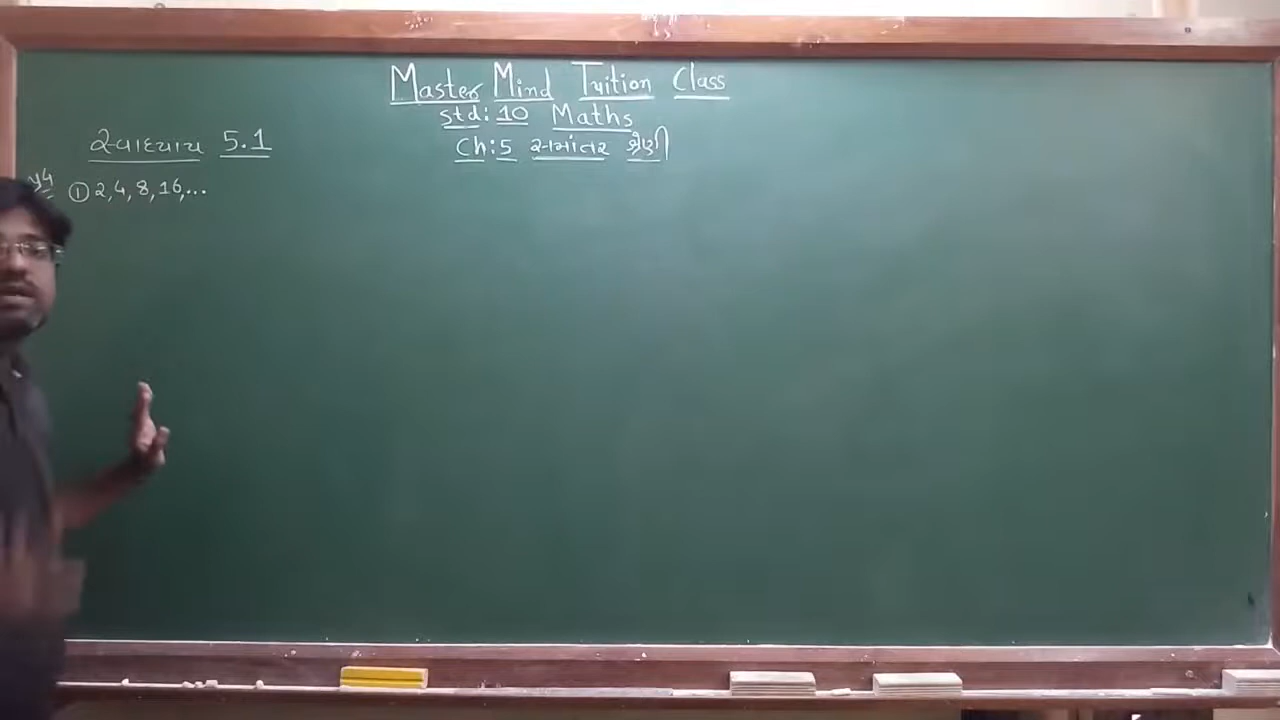 Master Mind Tuition Class
std: 10 Maths
Ch: 5 સમાંતર શ્રેણી
સ્વાધ્યાય 5.1
① 2, 4, 8, 16, ...